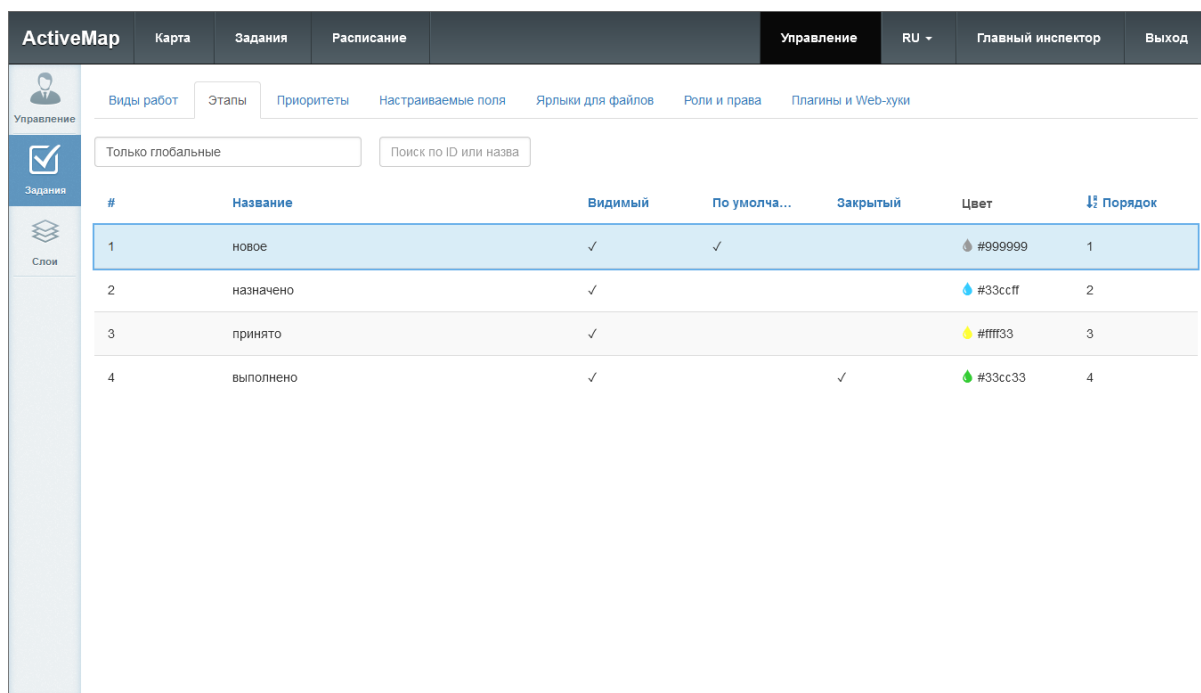 ActiveMap Карта Задания Расписание Управление RU Главный инспектор Выход
Управление
Задания
Слои
Виды работ Этапы Приоритеты Настраиваемые поля Ярлыки для файлов Роли и права Плагины и Web-хуки
Только глобальные Поиск по ID или назва
# Название Видимый По умолча... Закрытый Цвет Порядок
1 новое ✓ ✓ #999999 1
2 назначено ✓ #33ccff 2
3 принято ✓ #ffff33 3
4 выполнено ✓ ✓ #33cc33 4